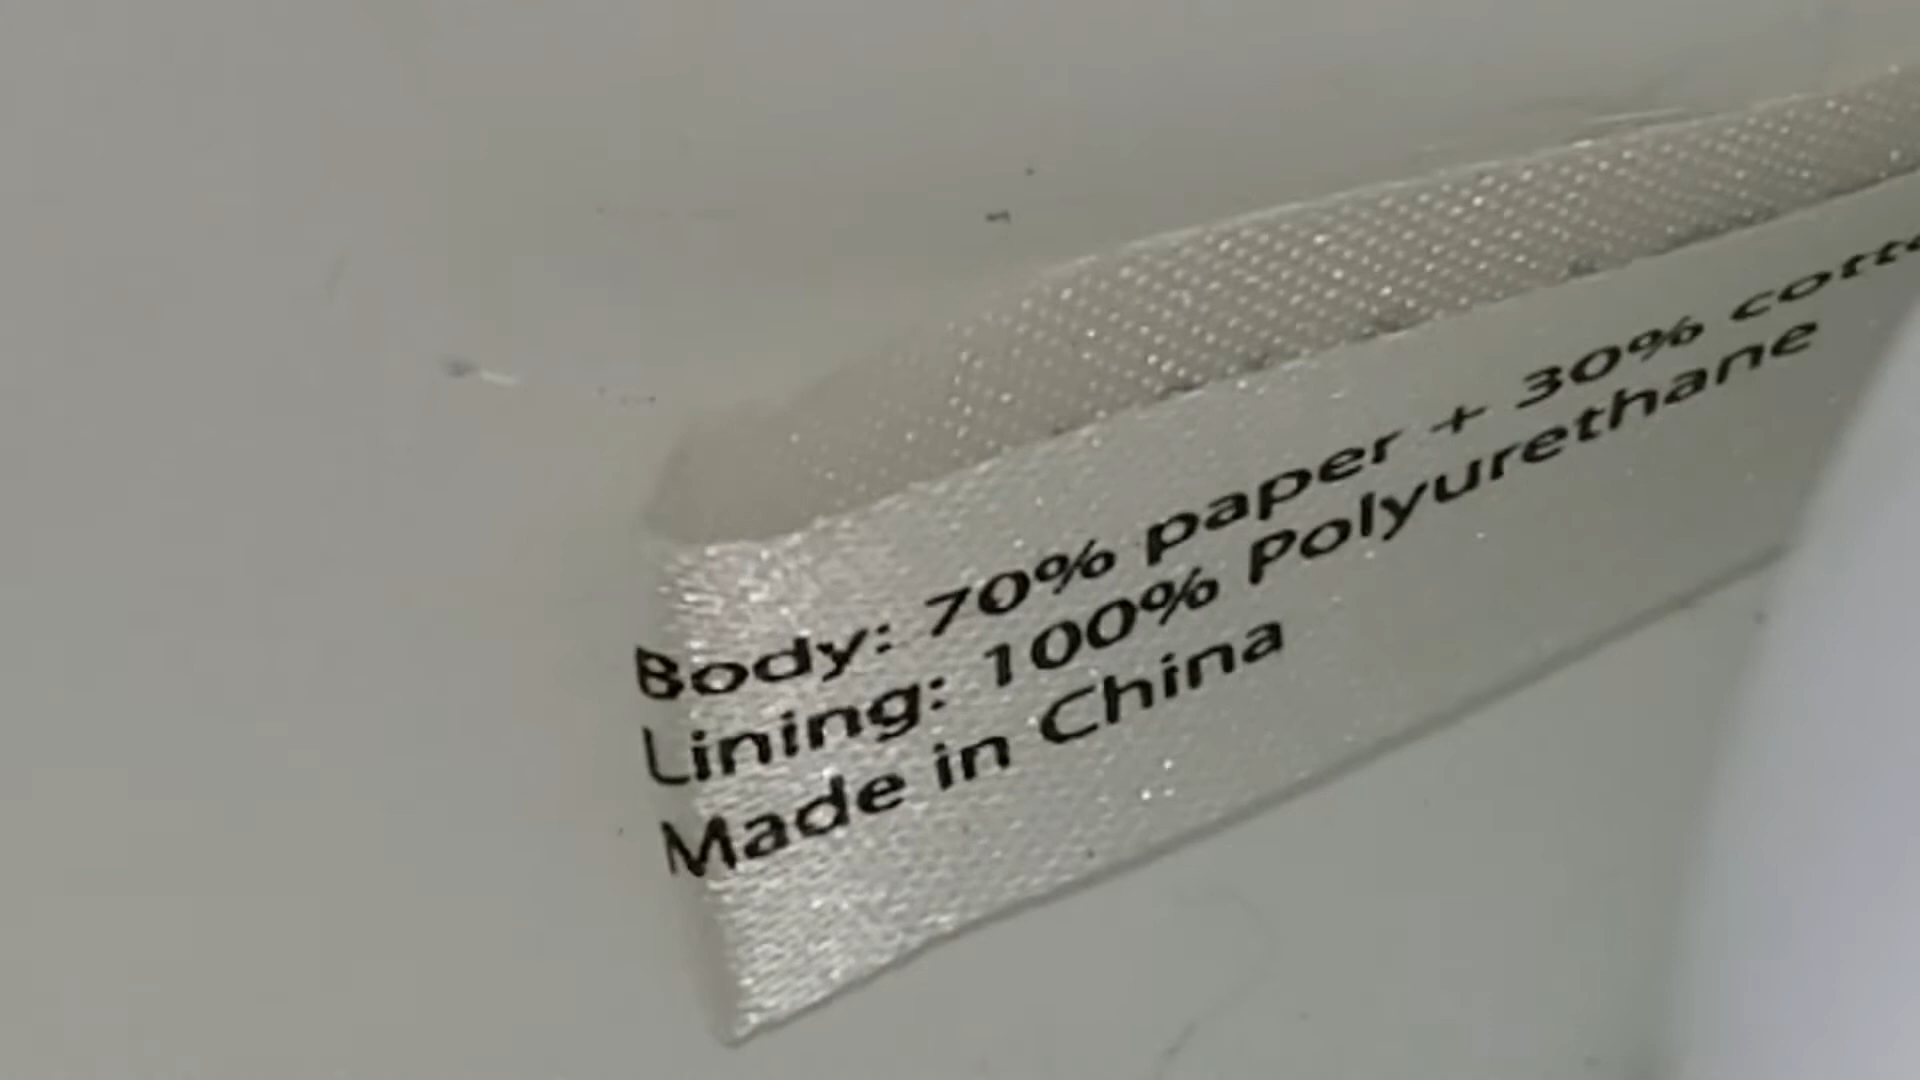 Body: 70% paper + 30%
Lining: 100% Polyurethane
Made in China